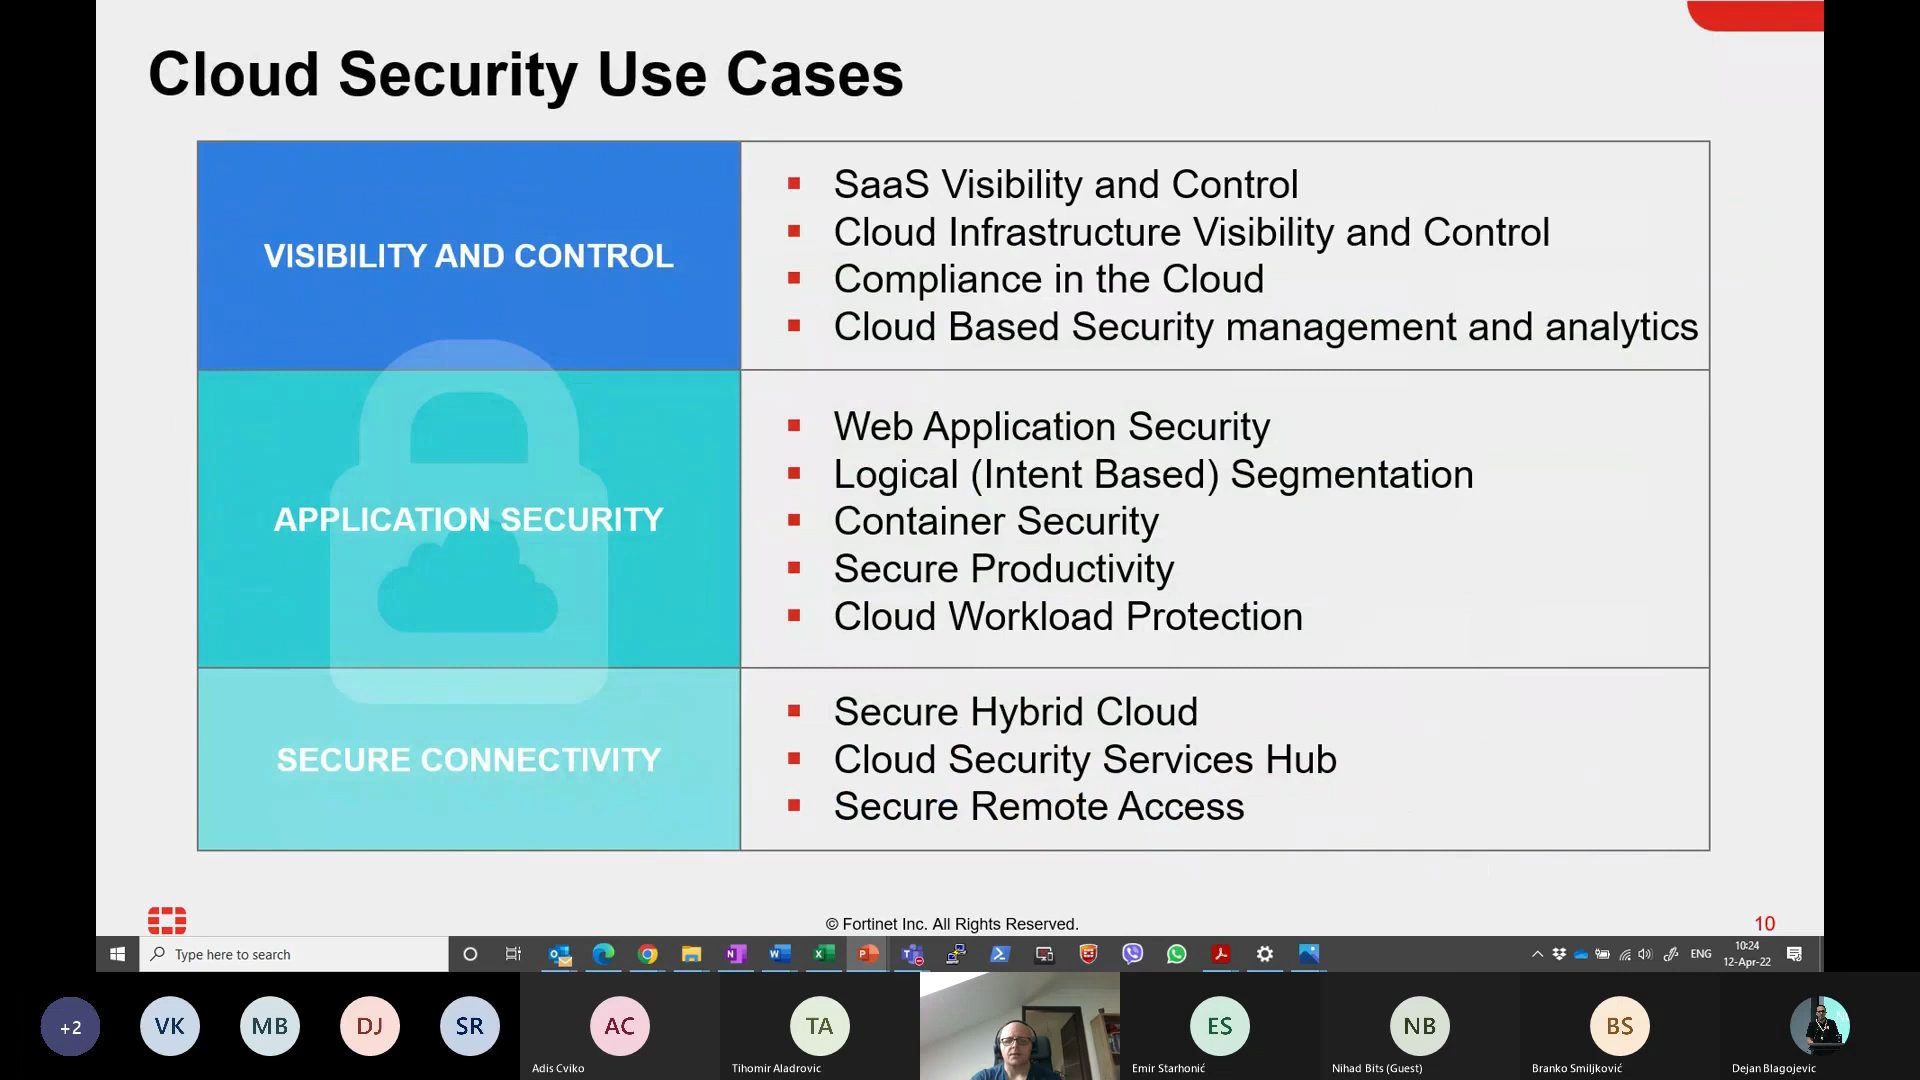 Cloud Security Use Cases
VISIBILITY AND CONTROL
SaaS Visibility and Control
Cloud Infrastructure Visibility and Control
Compliance in the Cloud
Cloud Based Security management and analytics
APPLICATION SECURITY
Web Application Security
Logical (Intent Based) Segmentation
Container Security
Secure Productivity
Cloud Workload Protection
SECURE CONNECTIVITY
Secure Hybrid Cloud
Cloud Security Services Hub
Secure Remote Access
© Fortinet Inc. All Rights Reserved.
10
Type here to search
ENG
10:24
12-Apr-22
+2
VK
MB
DJ
SR
AC
Adis Cviko
TA
Tihomir Aladrovic
ES
Emir Starhonić
NB
Nihad Bits (Guest)
BS
Branko Smiljković
Dejan Blagojevic